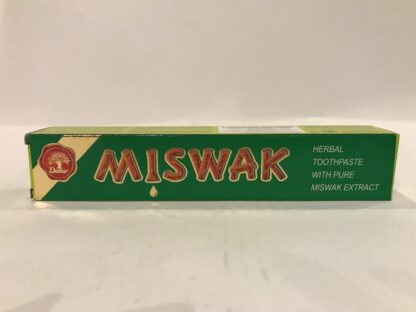 Dabur
MISWAK
HERBAL
TOOTHPASTE
WITH PURE
MISWAK EXTRACT